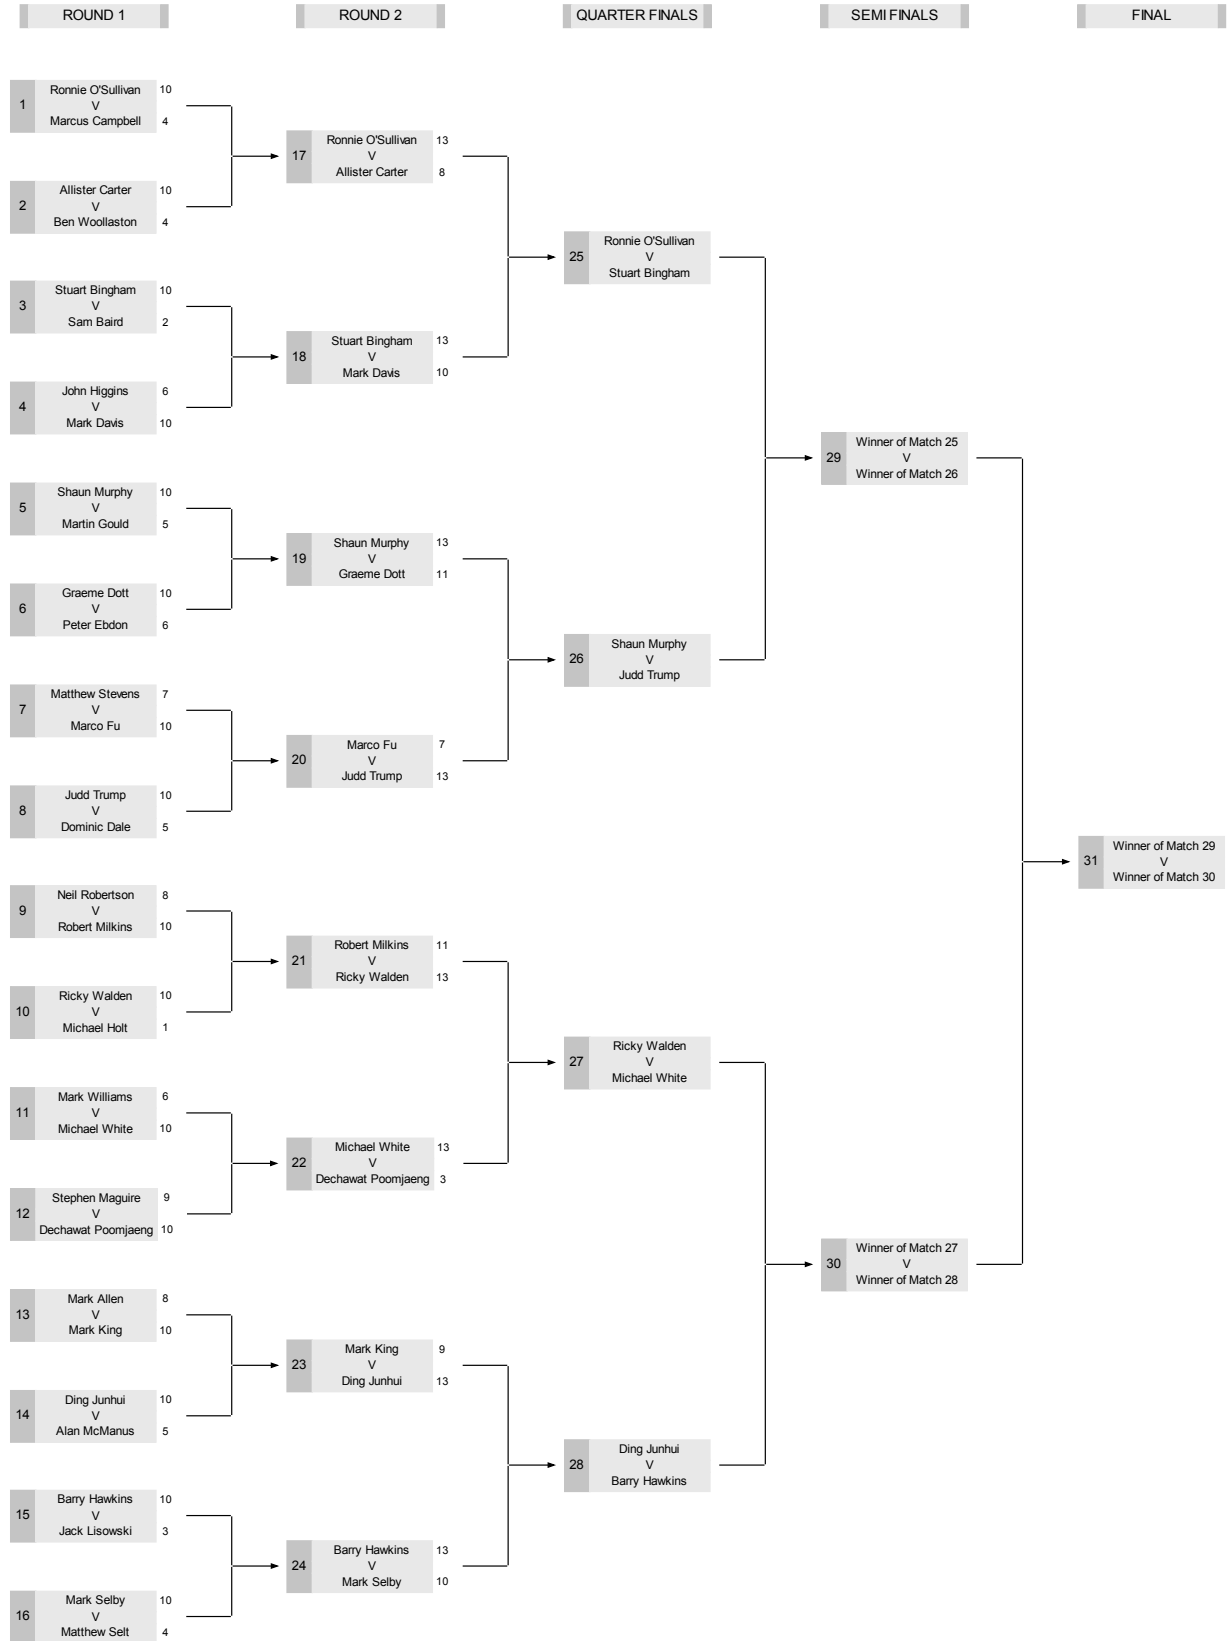 ROUND 1
ROUND 2
QUARTER FINALS
SEMI FINALS
FINAL
1
Ronnie O'Sullivan 10
V
Marcus Campbell 4
2
Allister Carter 10
V
Ben Woollaston 4
3
Stuart Bingham 10
V
Sam Baird 2
4
John Higgins 6
V
Mark Davis 10
5
Shaun Murphy 10
V
Martin Gould 5
6
Graeme Dott 10
V
Peter Ebdon 6
7
Matthew Stevens 7
V
Marco Fu 10
8
Judd Trump 10
V
Dominic Dale 5
9
Neil Robertson 8
V
Robert Milkins 10
10
Ricky Walden 10
V
Michael Holt 1
11
Mark Williams 6
V
Michael White 10
12
Stephen Maguire 9
V
Dechawat Poomjaeng 10
13
Mark Allen 8
V
Mark King 10
14
Ding Junhui 10
V
Alan McManus 5
15
Barry Hawkins 10
V
Jack Lisowski 3
16
Mark Selby 10
V
Matthew Selt 4
17
Ronnie O'Sullivan 13
V
Allister Carter 8
18
Stuart Bingham 13
V
Mark Davis 10
19
Shaun Murphy 13
V
Graeme Dott 11
20
Marco Fu 7
V
Judd Trump 13
21
Robert Milkins 11
V
Ricky Walden 13
22
Michael White 13
V
Dechawat Poomjaeng 3
23
Mark King 9
V
Ding Junhui 13
24
Barry Hawkins 13
V
Mark Selby 10
25
Ronnie O'Sullivan
V
Stuart Bingham
26
Shaun Murphy
V
Judd Trump
27
Ricky Walden
V
Michael White
28
Ding Junhui
V
Barry Hawkins
29
Winner of Match 25
V
Winner of Match 26
30
Winner of Match 27
V
Winner of Match 28
31
Winner of Match 29
V
Winner of Match 30